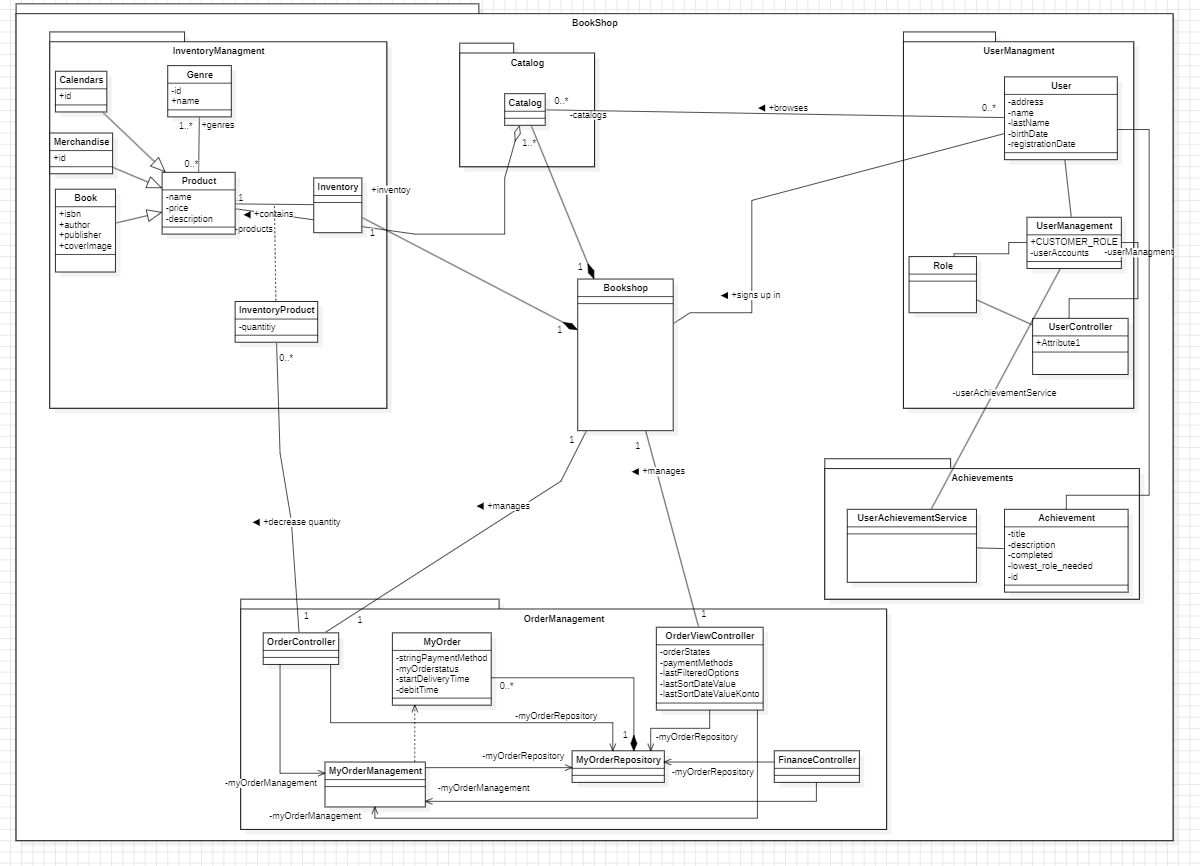 BookShop
InventoryManagment
Calendars
+id
Genre
-id
+name
1..*
+genres
0..*
Merchandise
+id
Product
-name
-price
-description
Book
+isbn
+author
+publisher
+coverImage
1
+contains
-products
Inventory
+inventoy
1
InventoryProduct
-quantitiy
0..*
Catalog
Catalog
0..*
-catalogs
1..*
+browses
0..*
UserManagment
User
-address
-name
-lastName
-birthDate
-registrationDate
UserManagement
+CUSTOMER_ROLE
-userAccounts
-userManagment
Role
UserController
+Attribute1
-userAchievementService
1
Bookshop
1
+signs up in
1
1
+manages
+manages
+decrease quantity
Achievements
UserAchievementService
Achievement
-title
-description
-completed
-lowest_role_needed
-id
OrderManagement
1
1
1
OrderController
MyOrder
-stringPaymentMethod
-myOrderstatus
-startDeliveryTime
-debitTime
0..*
OrderViewController
-orderStates
-paymentMethods
-lastFilteredOptions
-lastSortDateValue
-lastSortDateValueKonto
-myOrderRepository
1
-myOrderRepository
-myOrderRepository
MyOrderRepository
-myOrderRepository
FinanceController
MyOrderManagement
-myOrderManagement
-myOrderManagement
-myOrderManagement